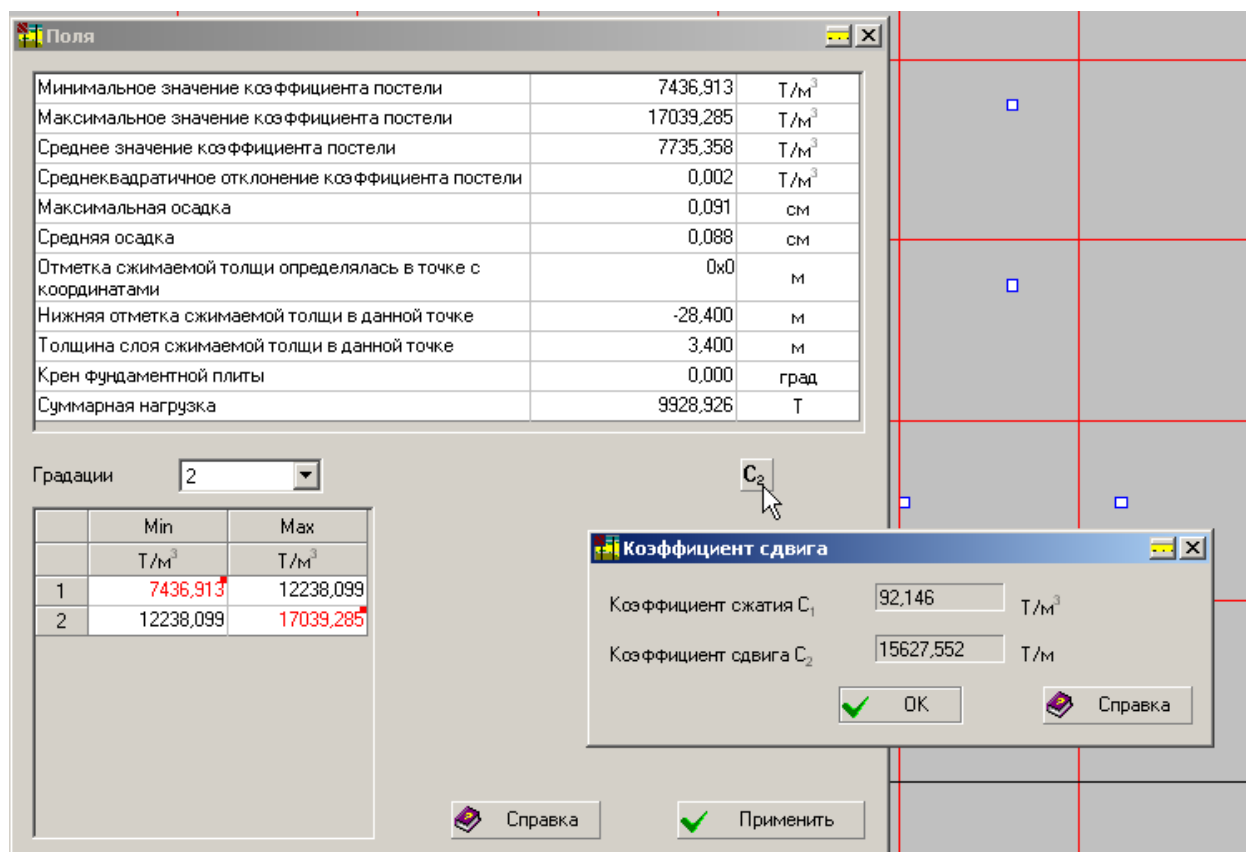 Поля
Минимальное значение коэффициента постели 7436,913 Т/м³
Максимальное значение коэффициента постели 17039,285 Т/м³
Среднее значение коэффициента постели 7735,358 Т/м³
Среднеквадратичное отклонение коэффициента постели 0,002 Т/м³
Максимальная осадка 0,091 см
Средняя осадка 0,088 см
Отметка сжимаемой толщи определялась в точке с 0x0 м
координатами
Нижняя отметка сжимаемой толщи в данной точке -28,400 м
Толщина слоя сжимаемой толщи в данной точке 3,400 м
Крен фундаментной плиты 0,000 град
Суммарная нагрузка 9928,926 Т
Градации 2 C₂
Min Max
Т/м³ Т/м³
1 7436,913 12238,099
2 12238,099 17039,285
Коэффициент сдвига
Коэффициент сжатия C₁ 92,146 Т/м³
Коэффициент сдвига C₂ 15627,552 Т/м
OK Справка
Справка Применить